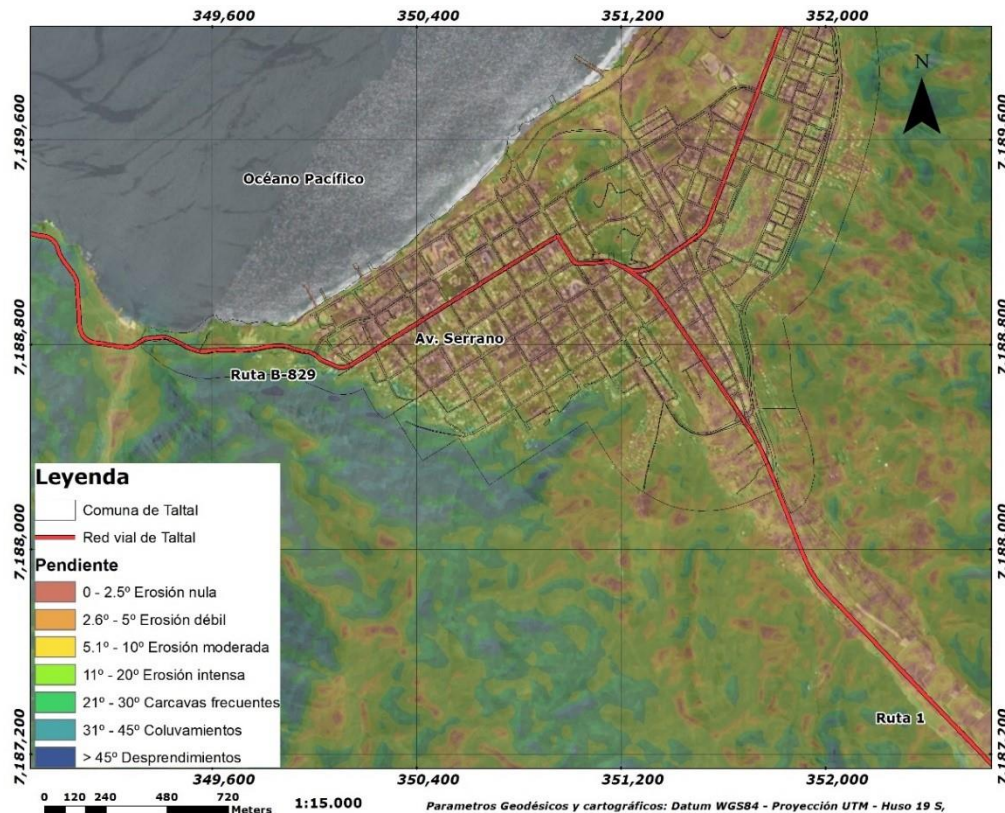 349,600 350,400 351,200 352,000
N
7,189,600 7,189,600
Océano Pacífico
7,188,800 7,188,800
Av. Serrano
Ruta B-829
Leyenda
Comuna de Taltal
Red vial de Taltal
Pendiente
0 - 2.5º Erosión nula
2.6º - 5º Erosión débil
5.1º - 10º Erosión moderada
11º - 20º Erosión intensa
21º - 30º Carcavas frecuentes
31º - 45º Coluvamientos
> 45º Desprendimientos
7,188,000 7,188,000
Ruta 1
7,187,200 7,187,200
349,600 350,400 351,200 352,000
0 120 240 480 720
Meters
1:15.000
Parametros Geodésicos y cartográficos: Datum WGS84 - Proyección UTM - Huso 19 S,